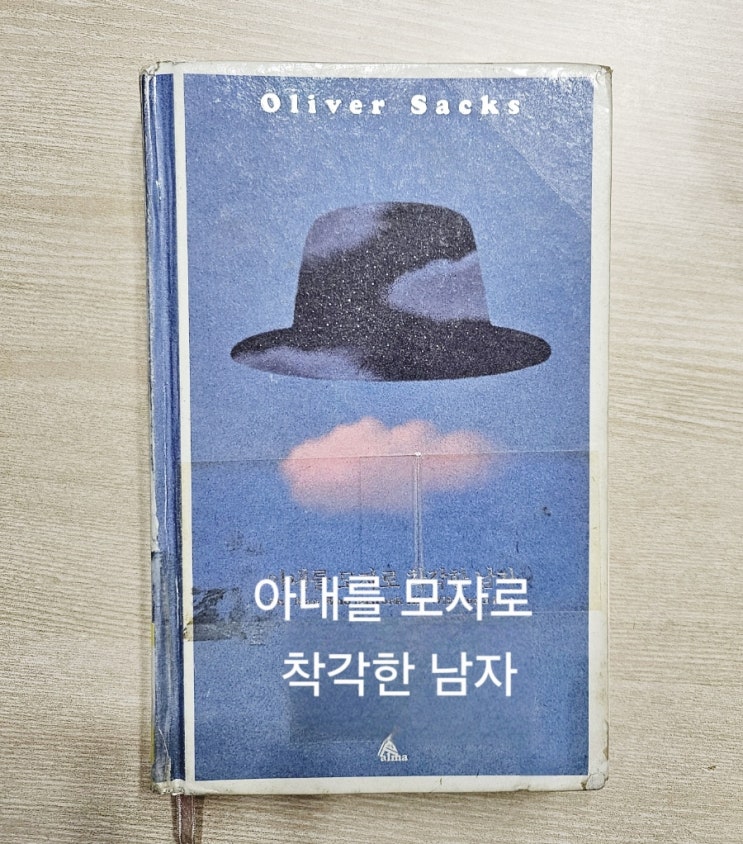 Oliver Sacks
아내를 모자로
착각한 남자
alma